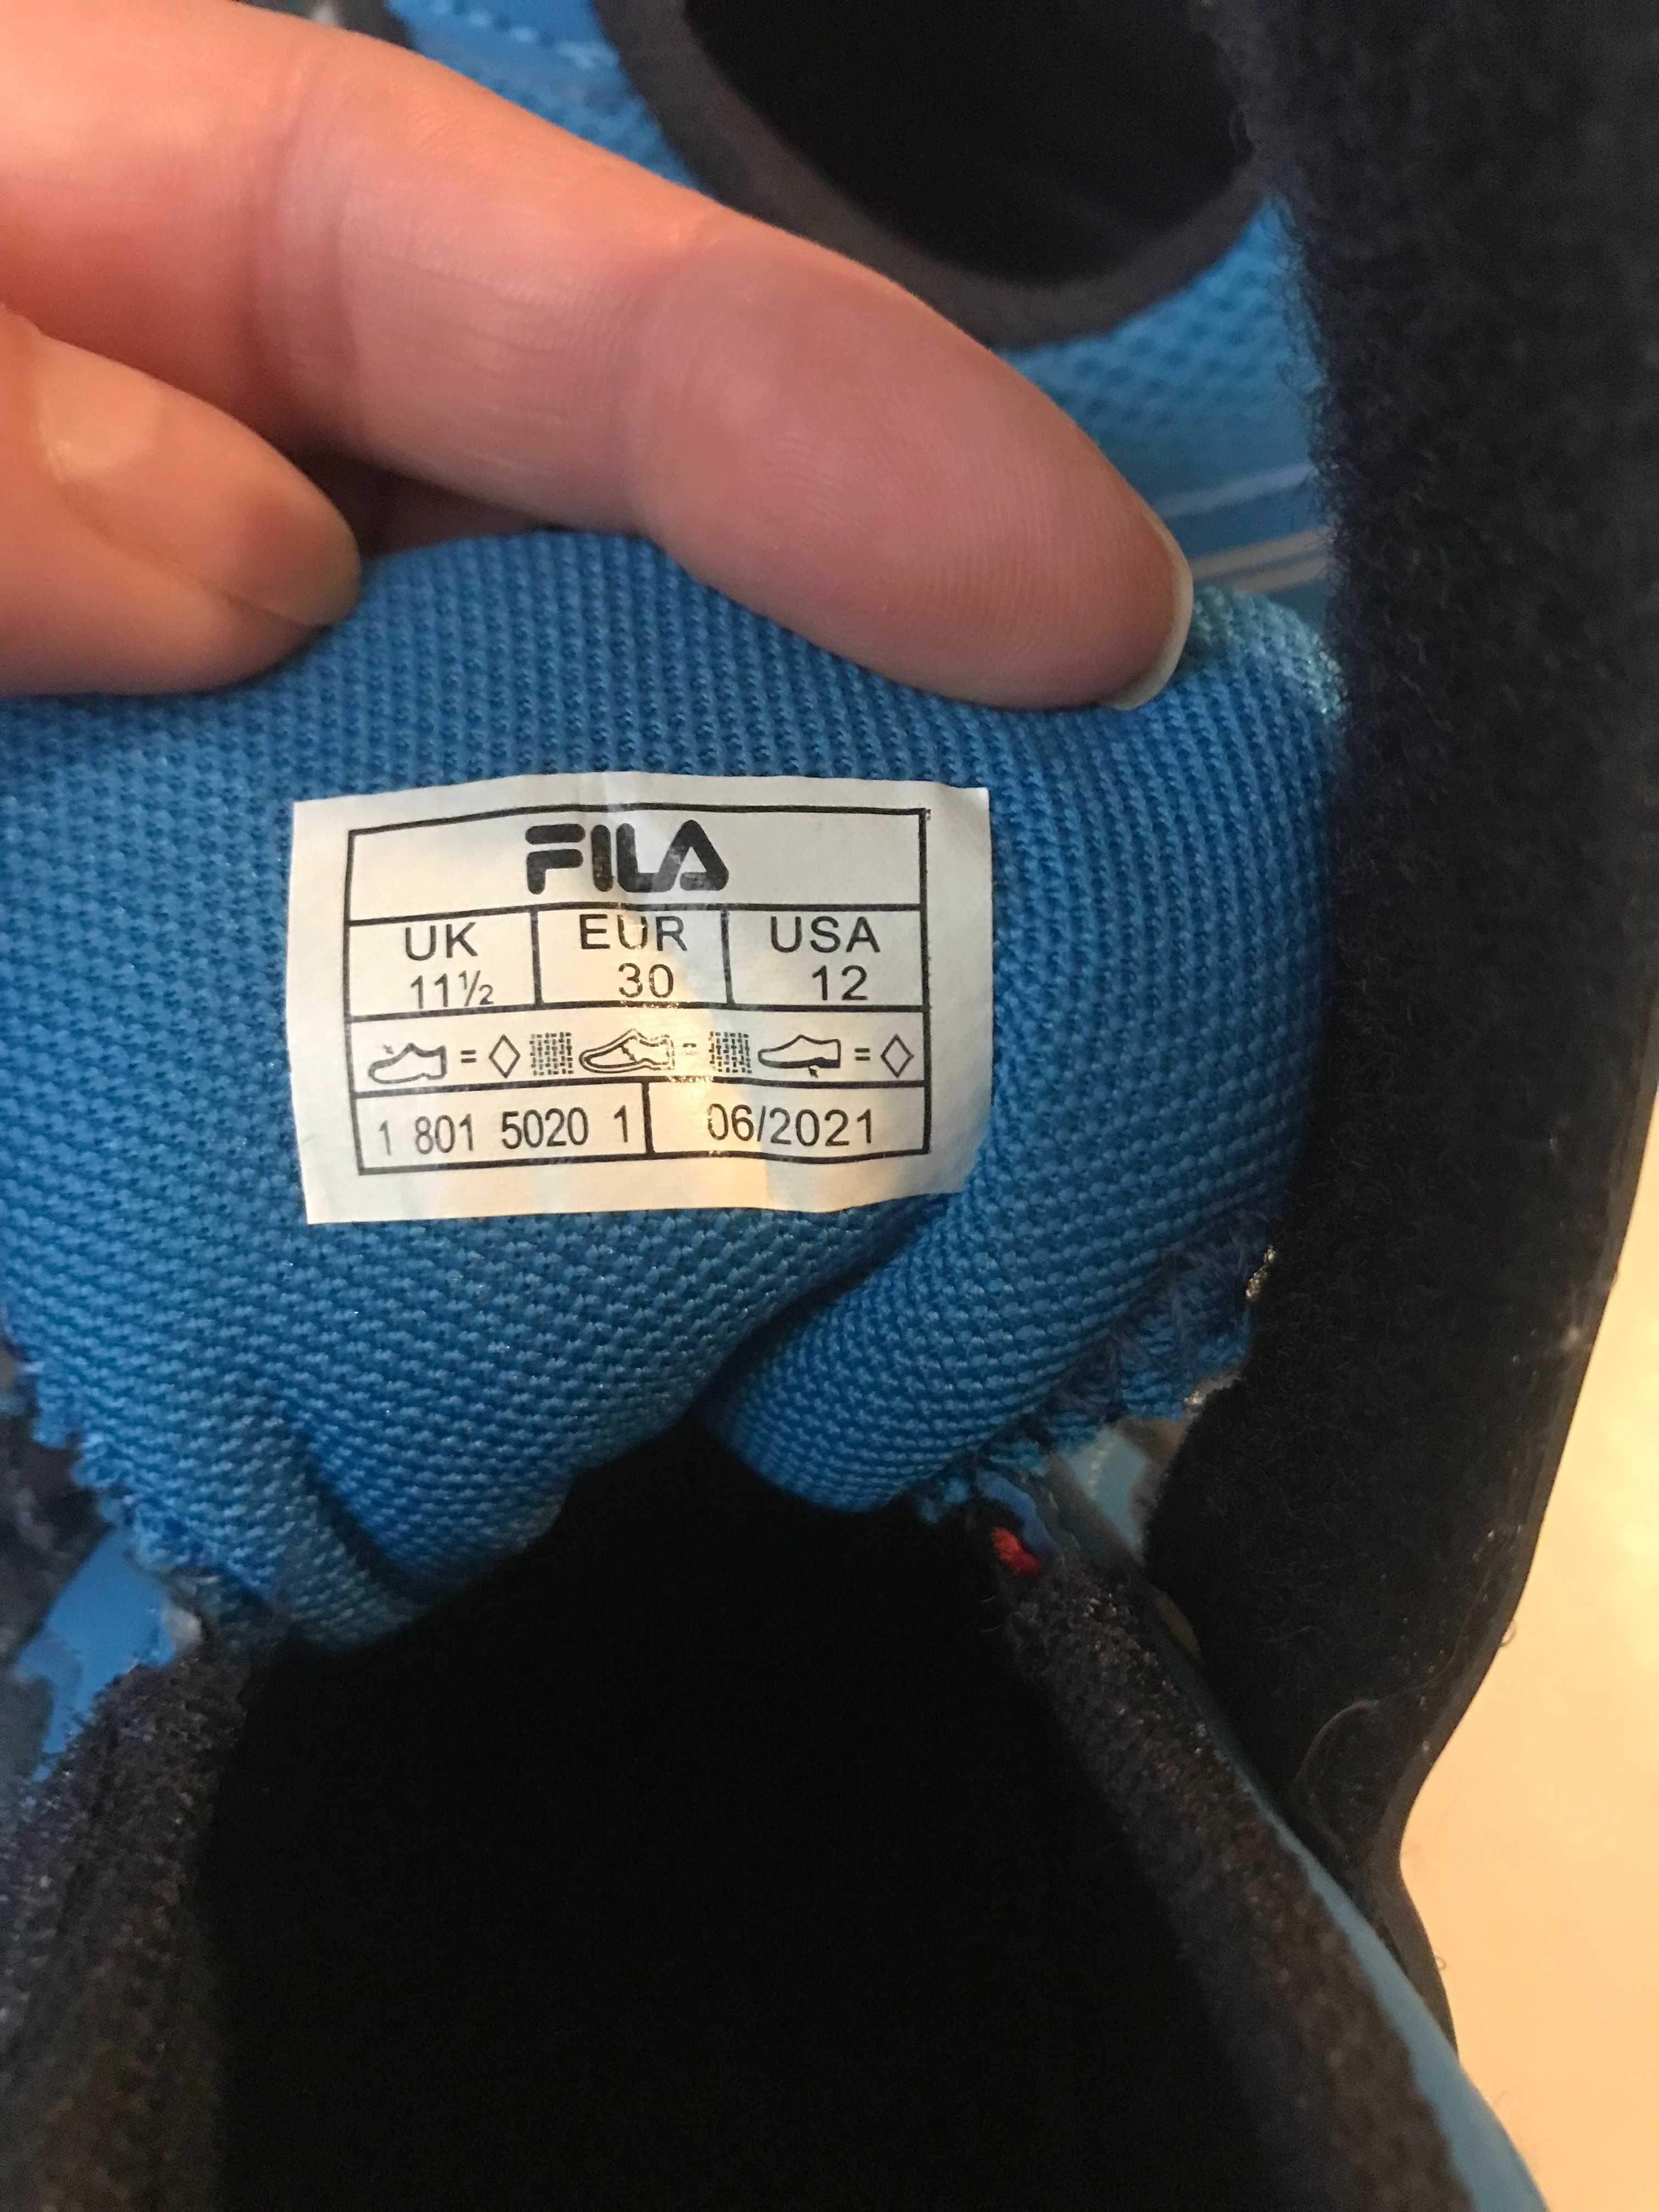 FILA
UK EUR USA
11½ 30 12
= = =
1 801 5020 1 06/2021